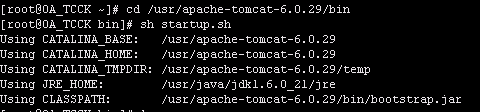 [root@OA_TCCK ~]# cd /usr/apache-tomcat-6.0.29/bin
[root@OA_TCCK bin]# sh startup.sh
Using CATALINA_BASE:   /usr/apache-tomcat-6.0.29
Using CATALINA_HOME:   /usr/apache-tomcat-6.0.29
Using CATALINA_TMPDIR: /usr/apache-tomcat-6.0.29/temp
Using JRE_HOME:        /usr/java/jdk1.6.0_21/jre
Using CLASSPATH:       /usr/apache-tomcat-6.0.29/bin/bootstrap.jar